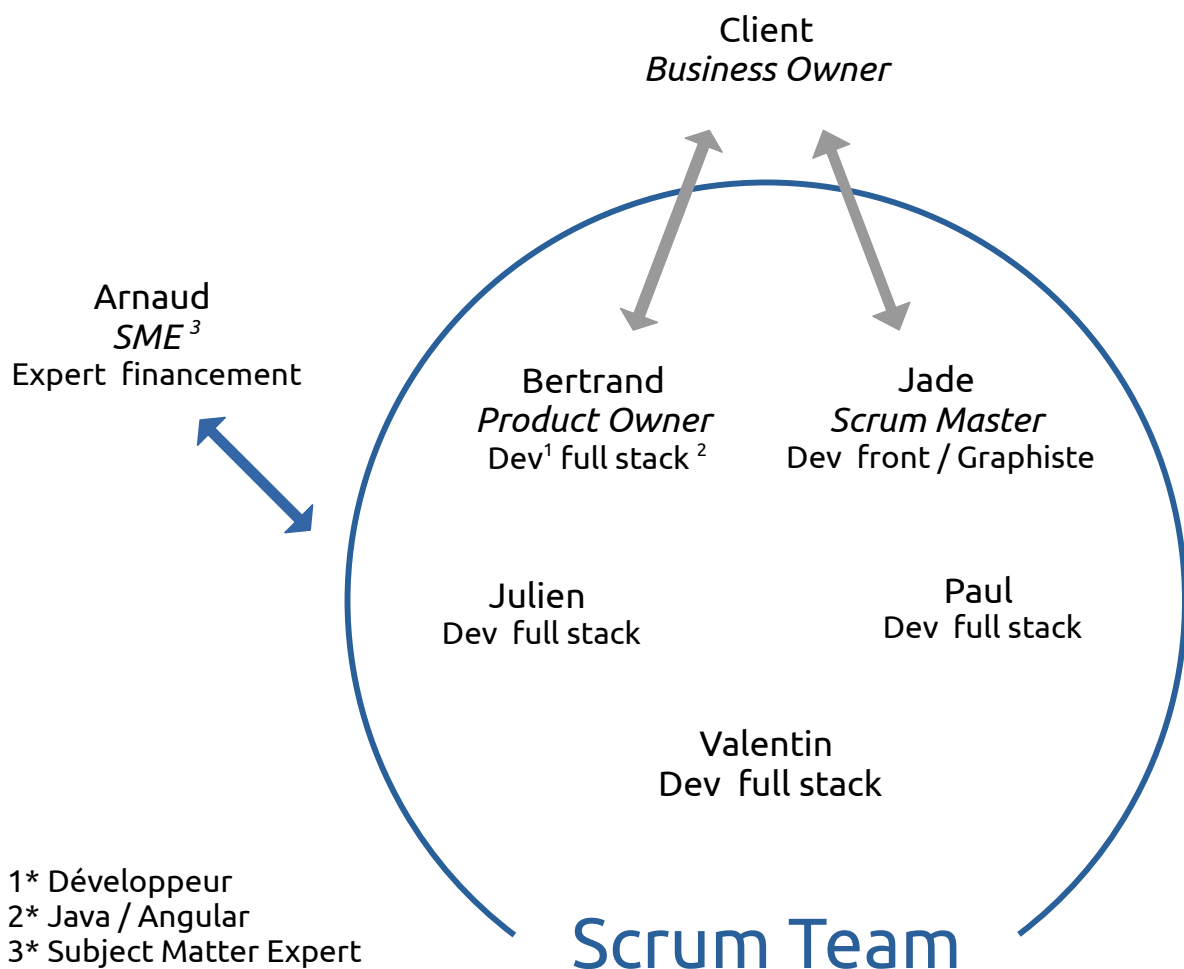 Client
Business Owner
Arnaud
SME ³
Expert financement
Bertrand
Product Owner
Dev¹ full stack ²
Jade
Scrum Master
Dev front / Graphiste
Julien
Dev full stack
Paul
Dev full stack
Valentin
Dev full stack
1* Développeur
2* Java / Angular
3* Subject Matter Expert
Scrum Team